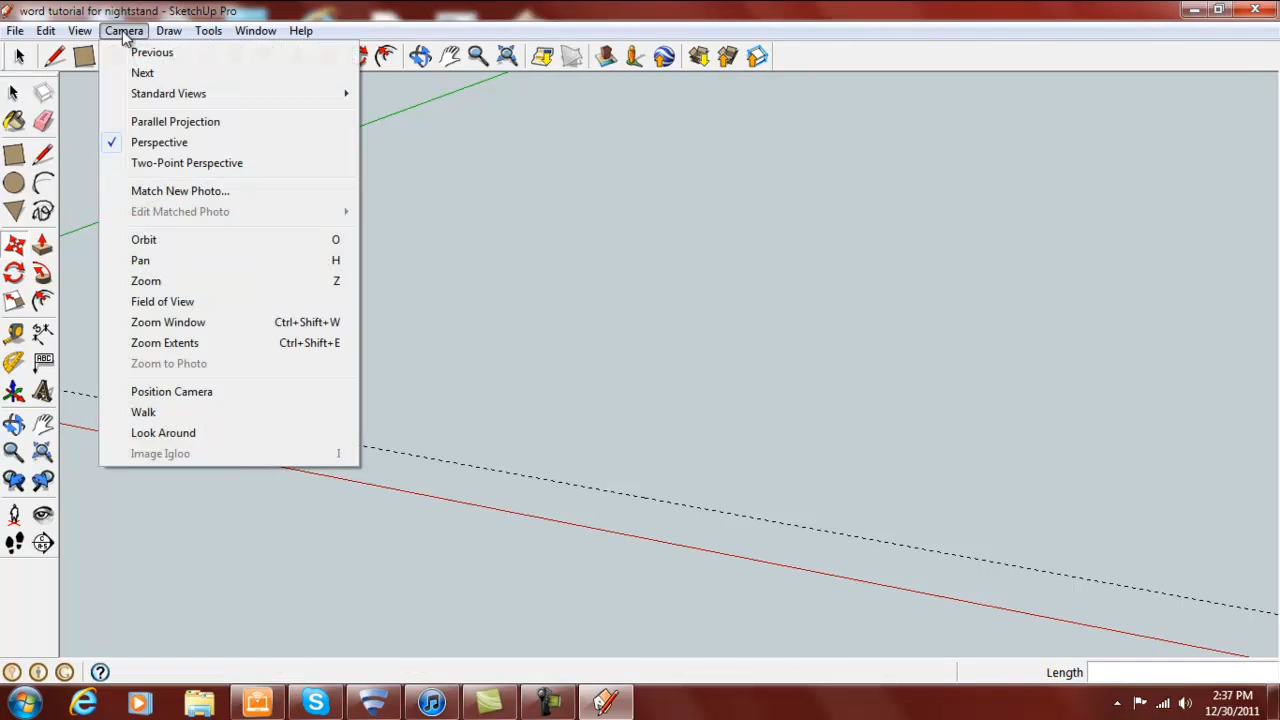 word tutorial for nightstand - SketchUp Pro
File Edit View Camera Draw Tools Window Help
Previous
Next
Standard Views
Parallel Projection
Perspective
Two-Point Perspective
Match New Photo...
Edit Matched Photo
Orbit O
Pan H
Zoom Z
Field of View
Zoom Window Ctrl+Shift+W
Zoom Extents Ctrl+Shift+E
Zoom to Photo
Position Camera
Walk
Look Around
Image Igloo I
ABC
A
Length
2:37 PM
12/30/2011